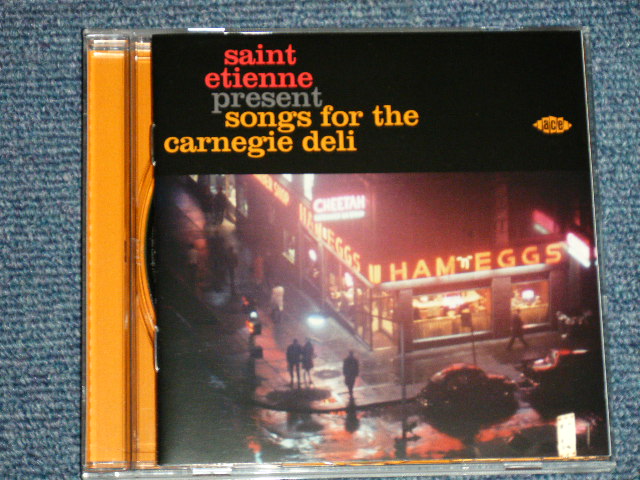 saint
etienne
present
songs for the
carnegie deli
ace
CHEETAH
HAM N EGGS
HAM 'N' EGGS